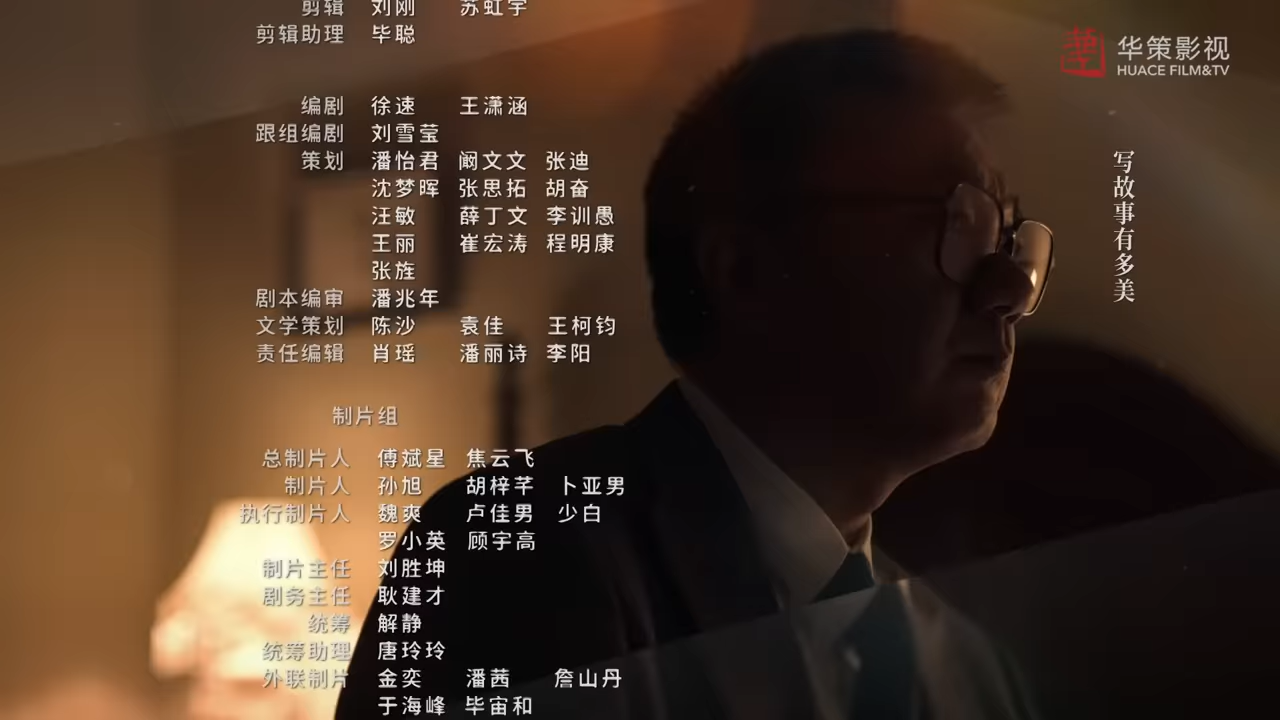 剪辑 刘刚 苏虹宇
剪辑助理 毕聪
编剧 徐速 王潇涵
跟组编剧 刘雪莹
策划 潘怡君 阚文文 张迪
沈梦晖 张思拓 胡奋
汪敏 薛丁文 李训愚
王丽 崔宏涛 程明康
张旌
剧本编审 潘兆年
文学策划 陈沙 袁佳 王柯钧
责任编辑 肖瑶 潘丽诗 李阳
制片组
总制片人 傅斌星 焦云飞
制片人 孙旭 胡梓芊 卜亚男
执行制片人 魏爽 卢佳男 少白
罗小英 顾宇高
制片主任 刘胜坤
剧务主任 耿建才
统筹 解静
统筹助理 唐玲玲
外联制片 金奕 潘茜 詹山丹
于海峰 毕宙和
華
华策影视
HUACE FILM&TV
写故事有多美